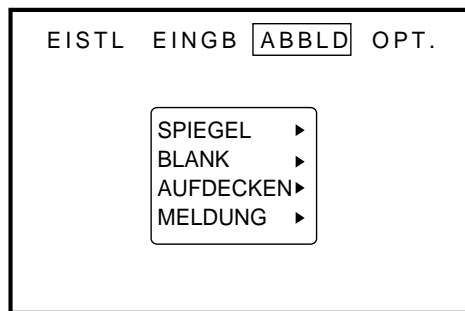 EISTL EINGB ABBLD OPT.
SPIEGEL
BLANK
AUFDECKEN
MELDUNG